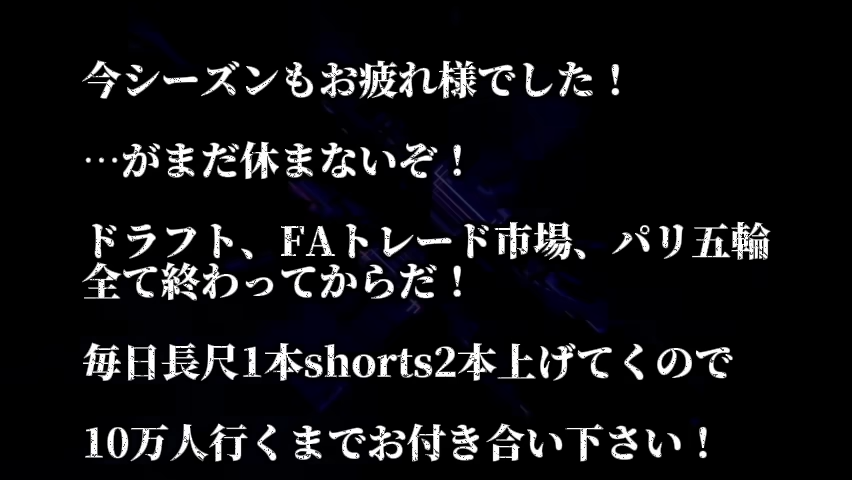 今シーズンもお疲れ様でした！
…がまだ休まないぞ！
ドラフト、FAトレード市場、パリ五輪
全て終わってからだ！
毎日長尺1本shorts2本上げてくので
10万人行くまでお付き合い下さい！